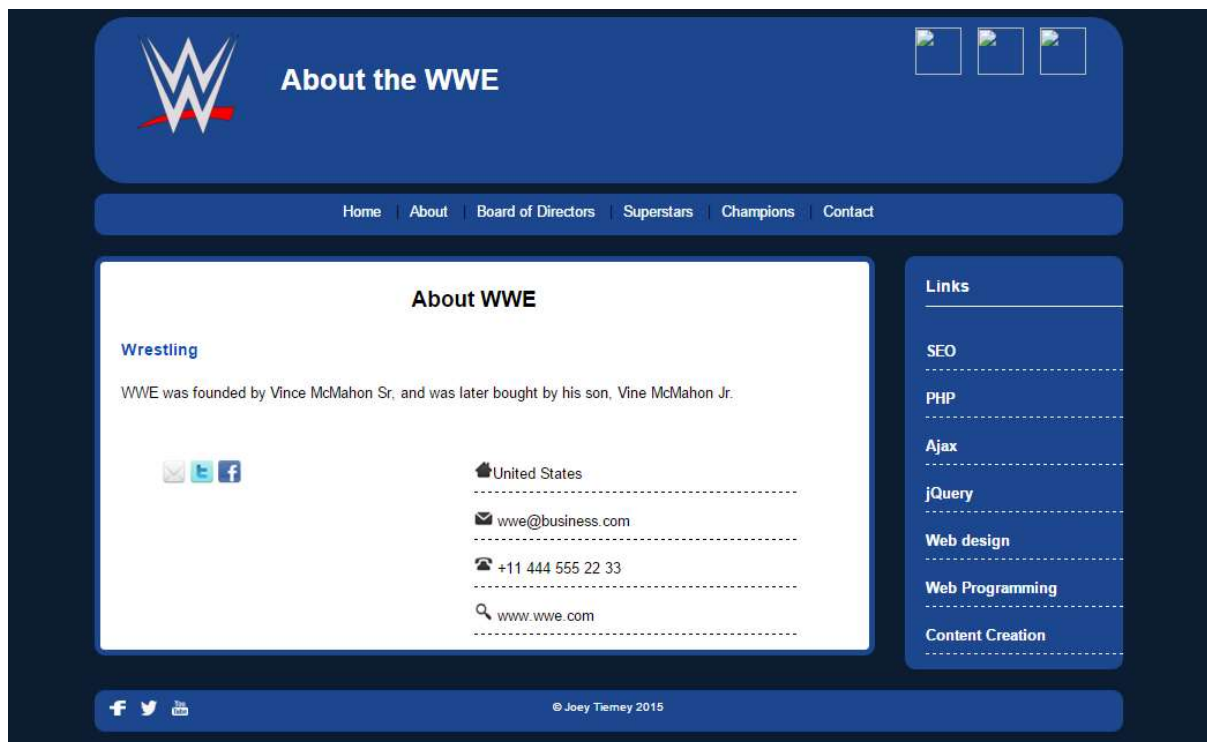 About the WWE
Home | About | Board of Directors | Superstars | Champions | Contact
About WWE
Wrestling
WWE was founded by Vince McMahon Sr, and was later bought by his son, Vine McMahon Jr.
United States
wwe@business.com
+11 444 555 22 33
www.wwe.com
Links
SEO
PHP
Ajax
jQuery
Web design
Web Programming
Content Creation
You Tube
© Joey Tierney 2015